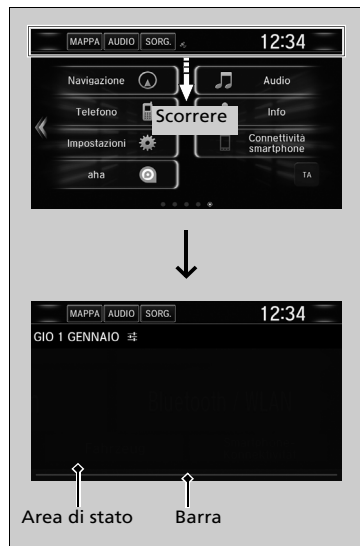 MAPPA AUDIO SORG. 12:34
Navigazione Audio
Telefono Info
Scorrere
Impostazioni Connettività smartphone
aha TA
MAPPA AUDIO SORG. 12:34
GIO 1 GENNAIO
Area di stato Barra